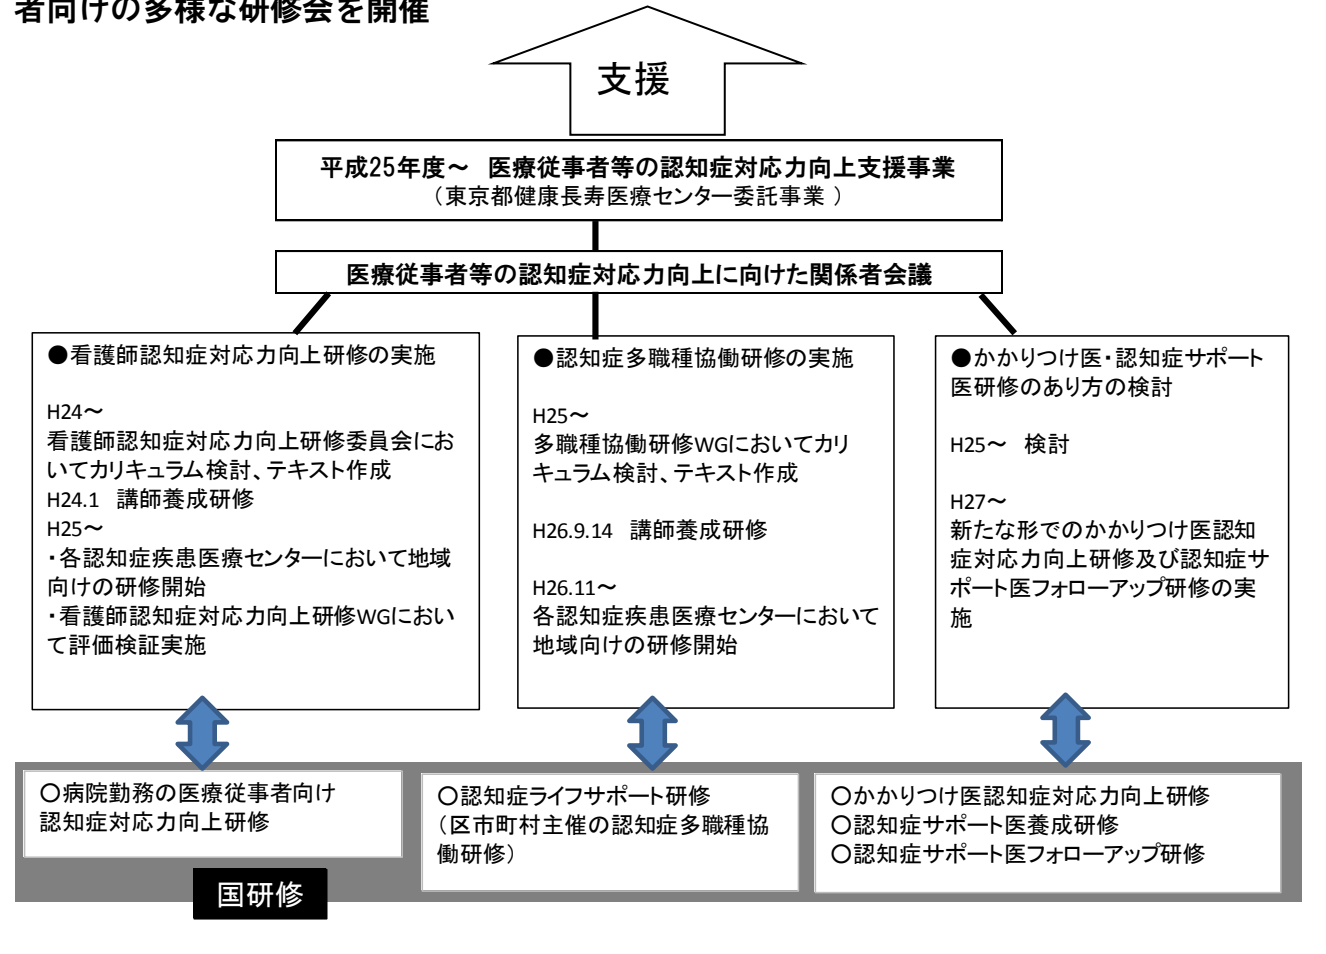 者向けの多様な研修会を開催
支援
平成25年度～　医療従事者等の認知症対応力向上支援事業
（東京都健康長寿医療センター委託事業 ）
医療従事者等の認知症対応力向上に向けた関係者会議
●看護師認知症対応力向上研修の実施
H24～
看護師認知症対応力向上研修委員会にお
いてカリキュラム検討、テキスト作成
H24.1　講師養成研修
H25～
・各認知症疾患医療センターにおいて地域
向けの研修開始
・看護師認知症対応力向上研修WGにおい
て評価検証実施
●認知症多職種協働研修の実施
H25～
多職種協働研修WGにおいてカリ
キュラム検討、テキスト作成
H26.9.14　講師養成研修
H26.11～
各認知症疾患医療センターにおいて
地域向けの研修開始
●かかりつけ医・認知症サポート
医研修のあり方の検討
H25～　検討
H27～
新たな形でのかかりつけ医認知
症対応力向上研修及び認知症サ
ポート医フォローアップ研修の実
施
○病院勤務の医療従事者向け
認知症対応力向上研修
○認知症ライフサポート研修
（区市町村主催の認知症多職種協
働研修）
○かかりつけ医認知症対応力向上研修
○認知症サポート医養成研修
○認知症サポート医フォローアップ研修
国研修